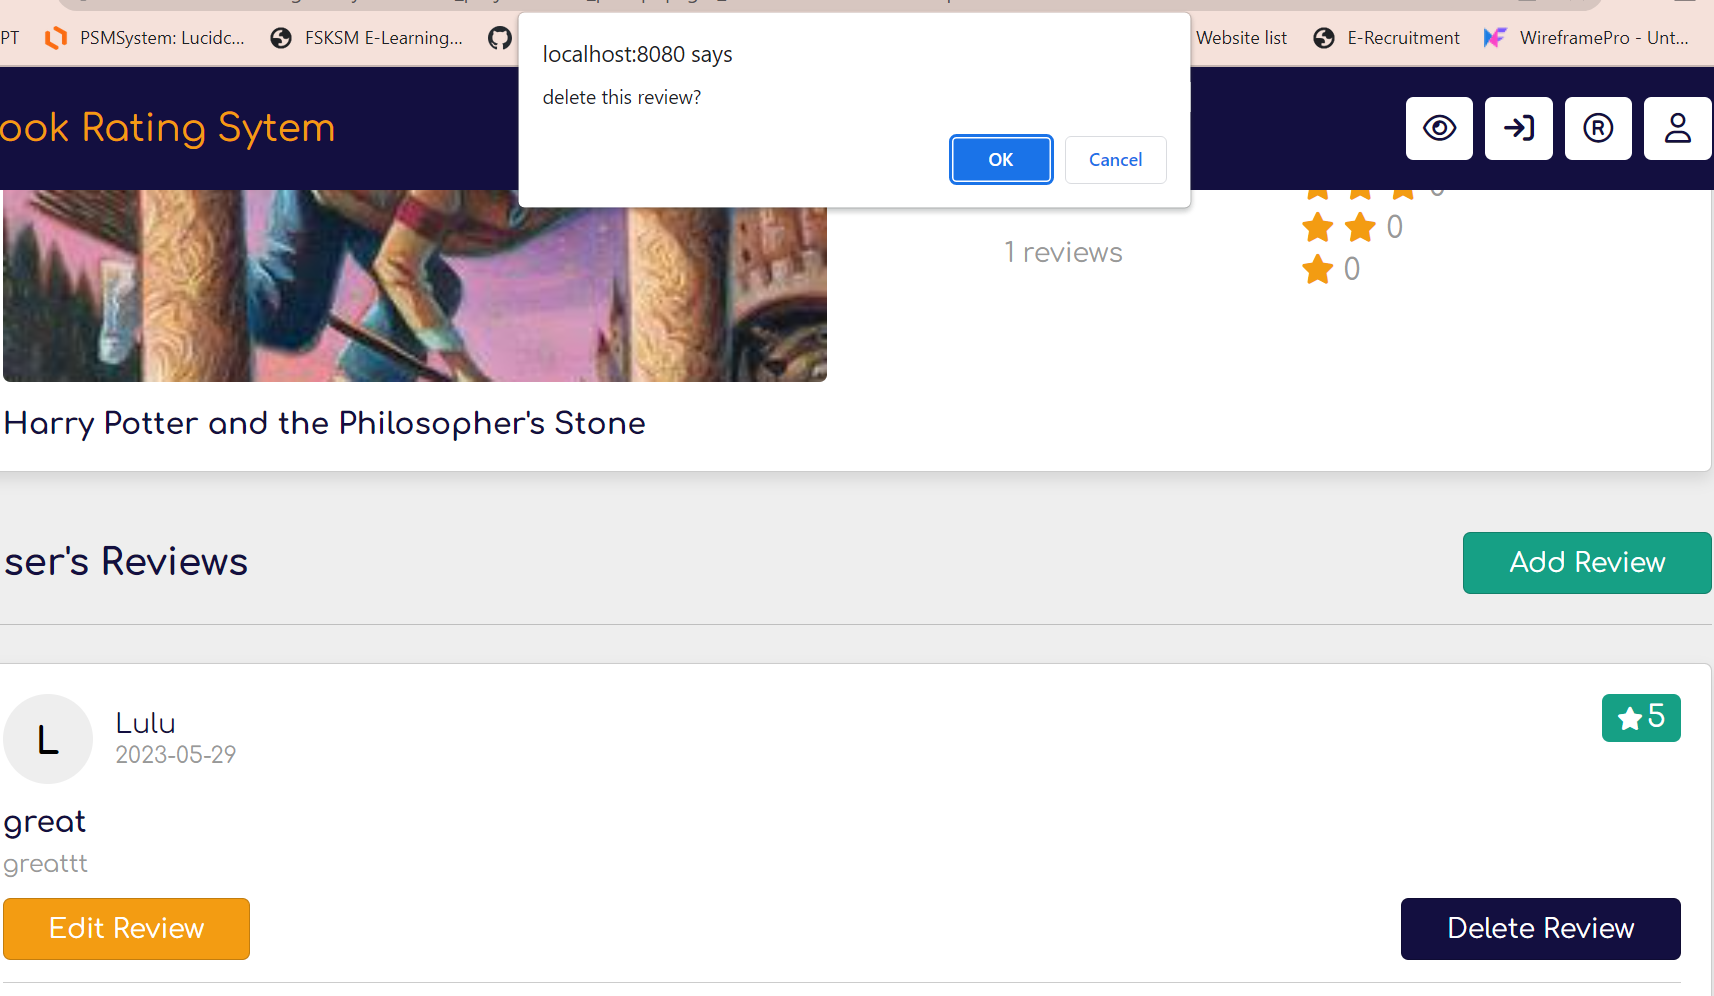 PT PSMSystem: Lucidc... FSKSM E-Learning... Website list E-Recruitment WireframePro - Unt...
localhost:8080 says
delete this review?
OK Cancel
ook Rating Sytem
R
0
1 reviews
0
Harry Potter and the Philosopher's Stone
ser's Reviews
Add Review
L
Lulu
2023-05-29
5
great
greattt
Edit Review
Delete Review